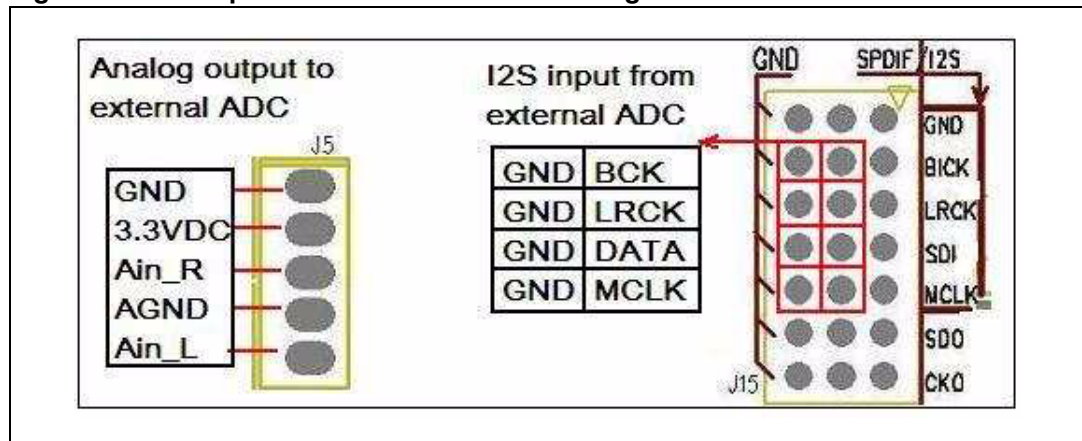 Analog output to
external ADC
J5
GND
3.3VDC
Ain_R
AGND
Ain_L
I2S input from
external ADC
GND BCK
GND LRCK
GND DATA
GND MCLK
GND SPDIF/I2S
GND
BICK
LRCK
SDI
MCLK
SDO
CKO
J15